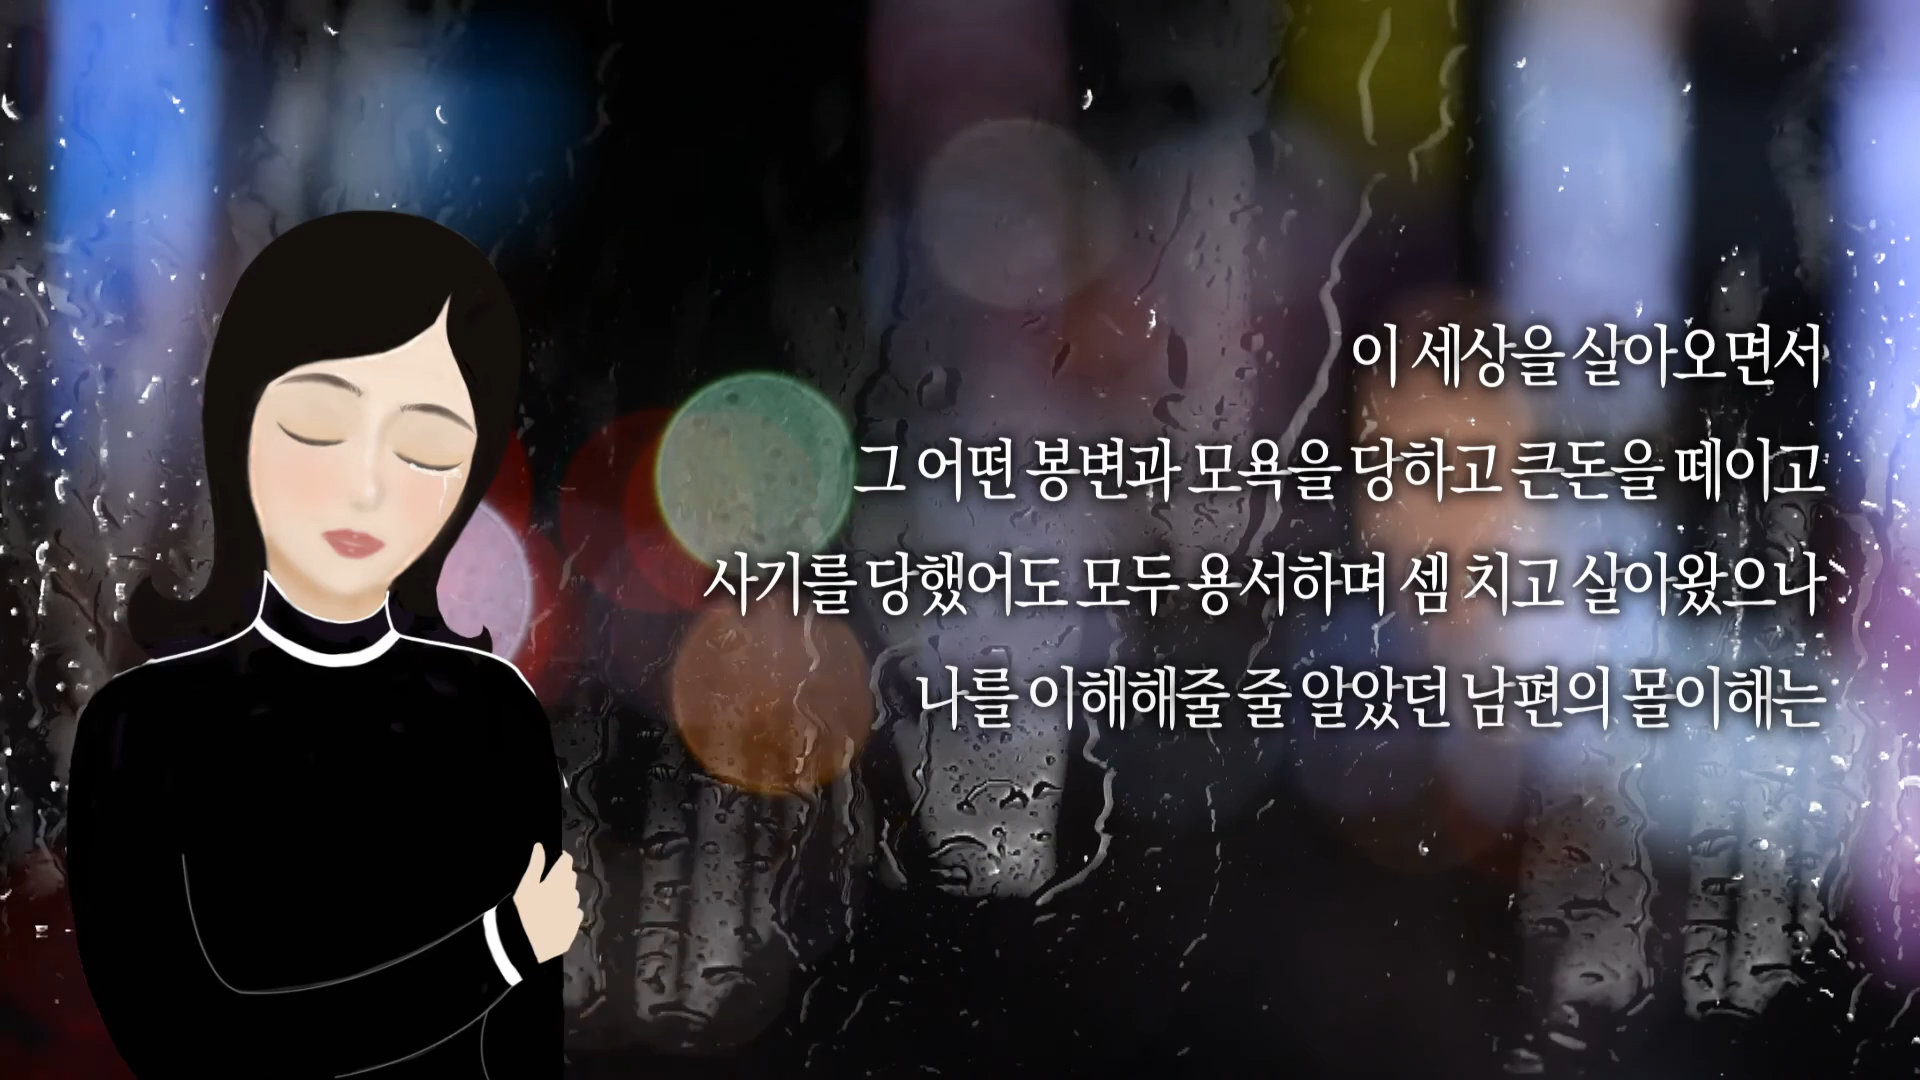 이 세상을 살아오면서
그 어떤 봉변과 모욕을 당하고 큰돈을 떼이고
사기를 당했어도 모두 용서하며 셈 치고 살아왔으나
나를 이해해줄 줄 알았던 남편의 몰이해는